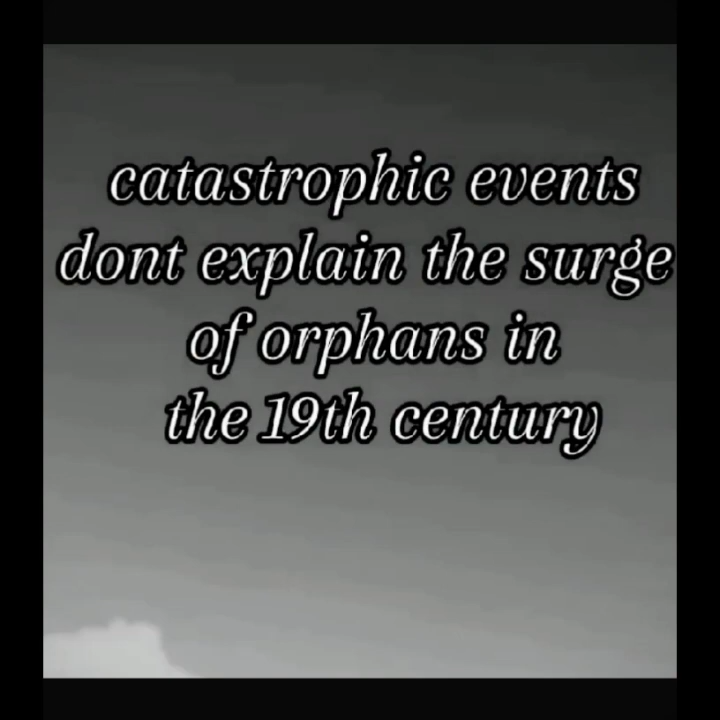 catastrophic events
dont explain the surge
of orphans in
the 19th century